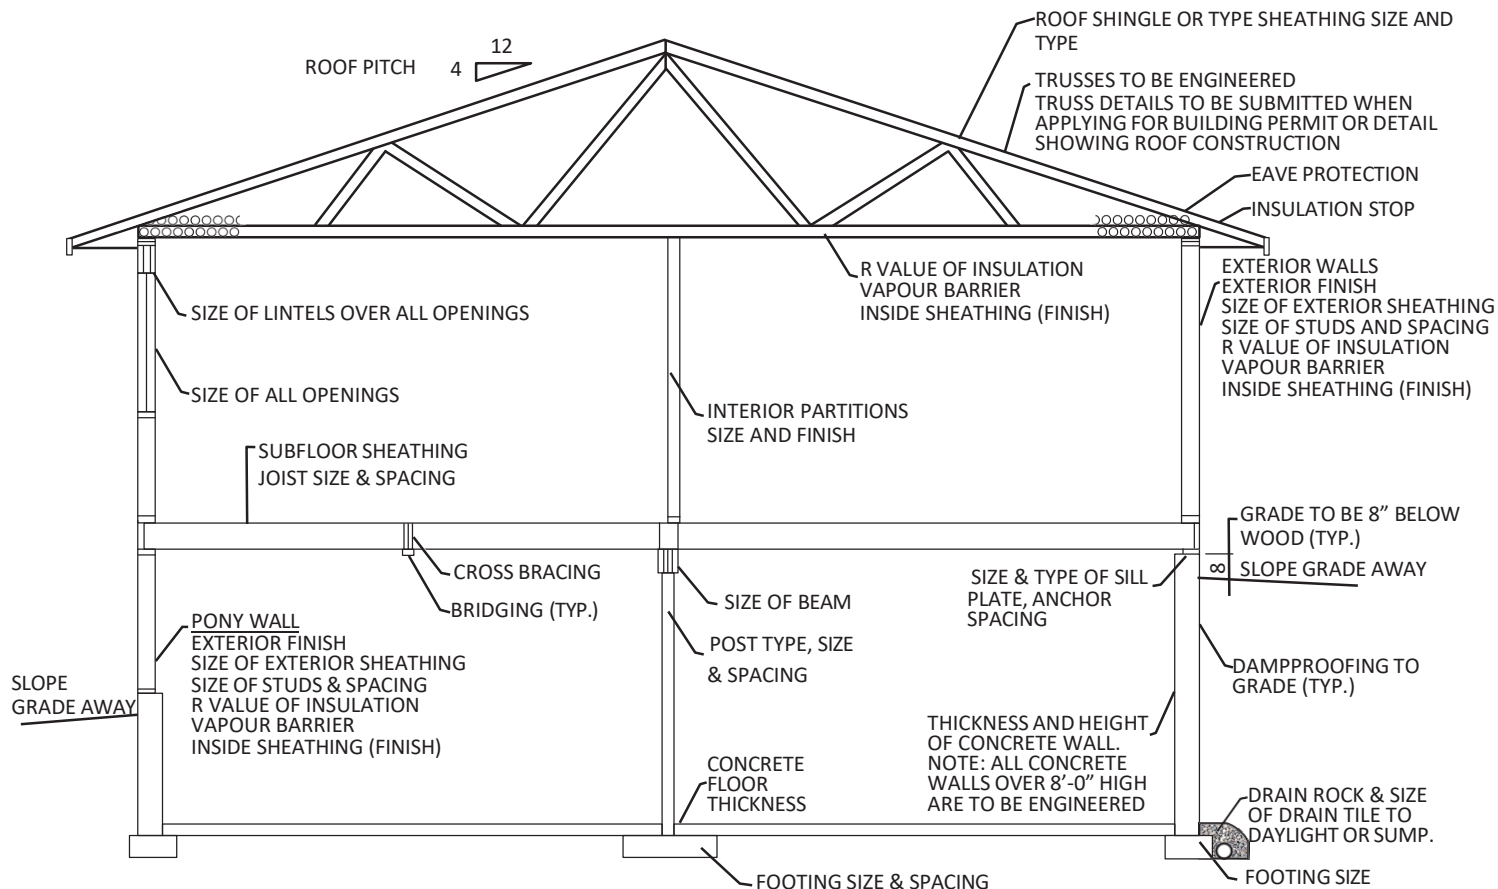 ROOF SHINGLE OR TYPE SHEATHING SIZE AND
TYPE
12
ROOF PITCH 4
TRUSSES TO BE ENGINEERED
TRUSS DETAILS TO BE SUBMITTED WHEN
APPLYING FOR BUILDING PERMIT OR DETAIL
SHOWING ROOF CONSTRUCTION
EAVE PROTECTION
INSULATION STOP
R VALUE OF INSULATION
VAPOUR BARRIER
INSIDE SHEATHING (FINISH)
EXTERIOR WALLS
EXTERIOR FINISH
SIZE OF EXTERIOR SHEATHING
SIZE OF STUDS AND SPACING
R VALUE OF INSULATION
VAPOUR BARRIER
INSIDE SHEATHING (FINISH)
SIZE OF LINTELS OVER ALL OPENINGS
SIZE OF ALL OPENINGS
INTERIOR PARTITIONS
SIZE AND FINISH
SUBFLOOR SHEATHING
JOIST SIZE & SPACING
GRADE TO BE 8” BELOW
WOOD (TYP.)
8
SLOPE GRADE AWAY
CROSS BRACING
BRIDGING (TYP.)
SIZE OF BEAM
SIZE & TYPE OF SILL
PLATE, ANCHOR
SPACING
PONY WALL
EXTERIOR FINISH
SIZE OF EXTERIOR SHEATHING
SIZE OF STUDS & SPACING
R VALUE OF INSULATION
VAPOUR BARRIER
INSIDE SHEATHING (FINISH)
POST TYPE, SIZE
& SPACING
DAMPPROOFING TO
GRADE (TYP.)
SLOPE
GRADE AWAY
THICKNESS AND HEIGHT
OF CONCRETE WALL.
NOTE: ALL CONCRETE
WALLS OVER 8’-0” HIGH
ARE TO BE ENGINEERED
CONCRETE
FLOOR
THICKNESS
DRAIN ROCK & SIZE
OF DRAIN TILE TO
DAYLIGHT OR SUMP.
FOOTING SIZE & SPACING
FOOTING SIZE